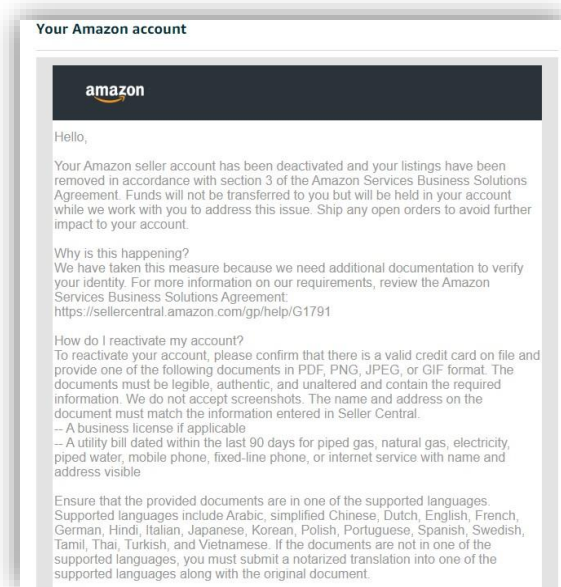 Your Amazon account
amazon
Hello,
Your Amazon seller account has been deactivated and your listings have been
removed in accordance with section 3 of the Amazon Services Business Solutions
Agreement. Funds will not be transferred to you but will be held in your account
while we work with you to address this issue. Ship any open orders to avoid further
impact to your account.
Why is this happening?
We have taken this measure because we need additional documentation to verify
your identity. For more information on our requirements, review the Amazon
Services Business Solutions Agreement:
https://sellercentral.amazon.com/gp/help/G1791
How do I reactivate my account?
To reactivate your account, please confirm that there is a valid credit card on file and
provide one of the following documents in PDF, PNG, JPEG, or GIF format. The
documents must be legible, authentic, and unaltered and contain the required
information. We do not accept screenshots. The name and address on the
document must match the information entered in Seller Central.
-- A business license if applicable
-- A utility bill dated within the last 90 days for piped gas, natural gas, electricity,
piped water, mobile phone, fixed-line phone, or internet service with name and
address visible
Ensure that the provided documents are in one of the supported languages.
Supported languages include Arabic, simplified Chinese, Dutch, English, French,
German, Hindi, Italian, Japanese, Korean, Polish, Portuguese, Spanish, Swedish,
Tamil, Thai, Turkish, and Vietnamese. If the documents are not in one of the
supported languages, you must submit a notarized translation into one of the
supported languages along with the original document.